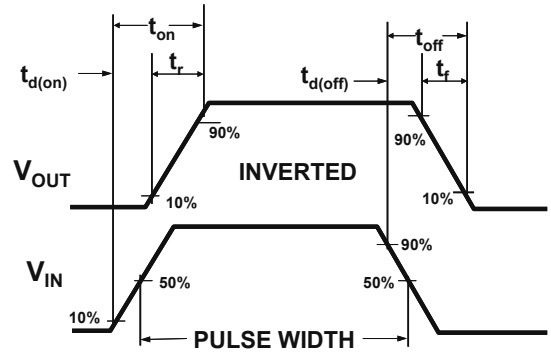 t_on
t_off
t_d(on)
t_r
t_d(off)
t_f
90%
90%
V_OUT
INVERTED
10%
10%
90%
V_IN
50%
50%
10%
PULSE WIDTH